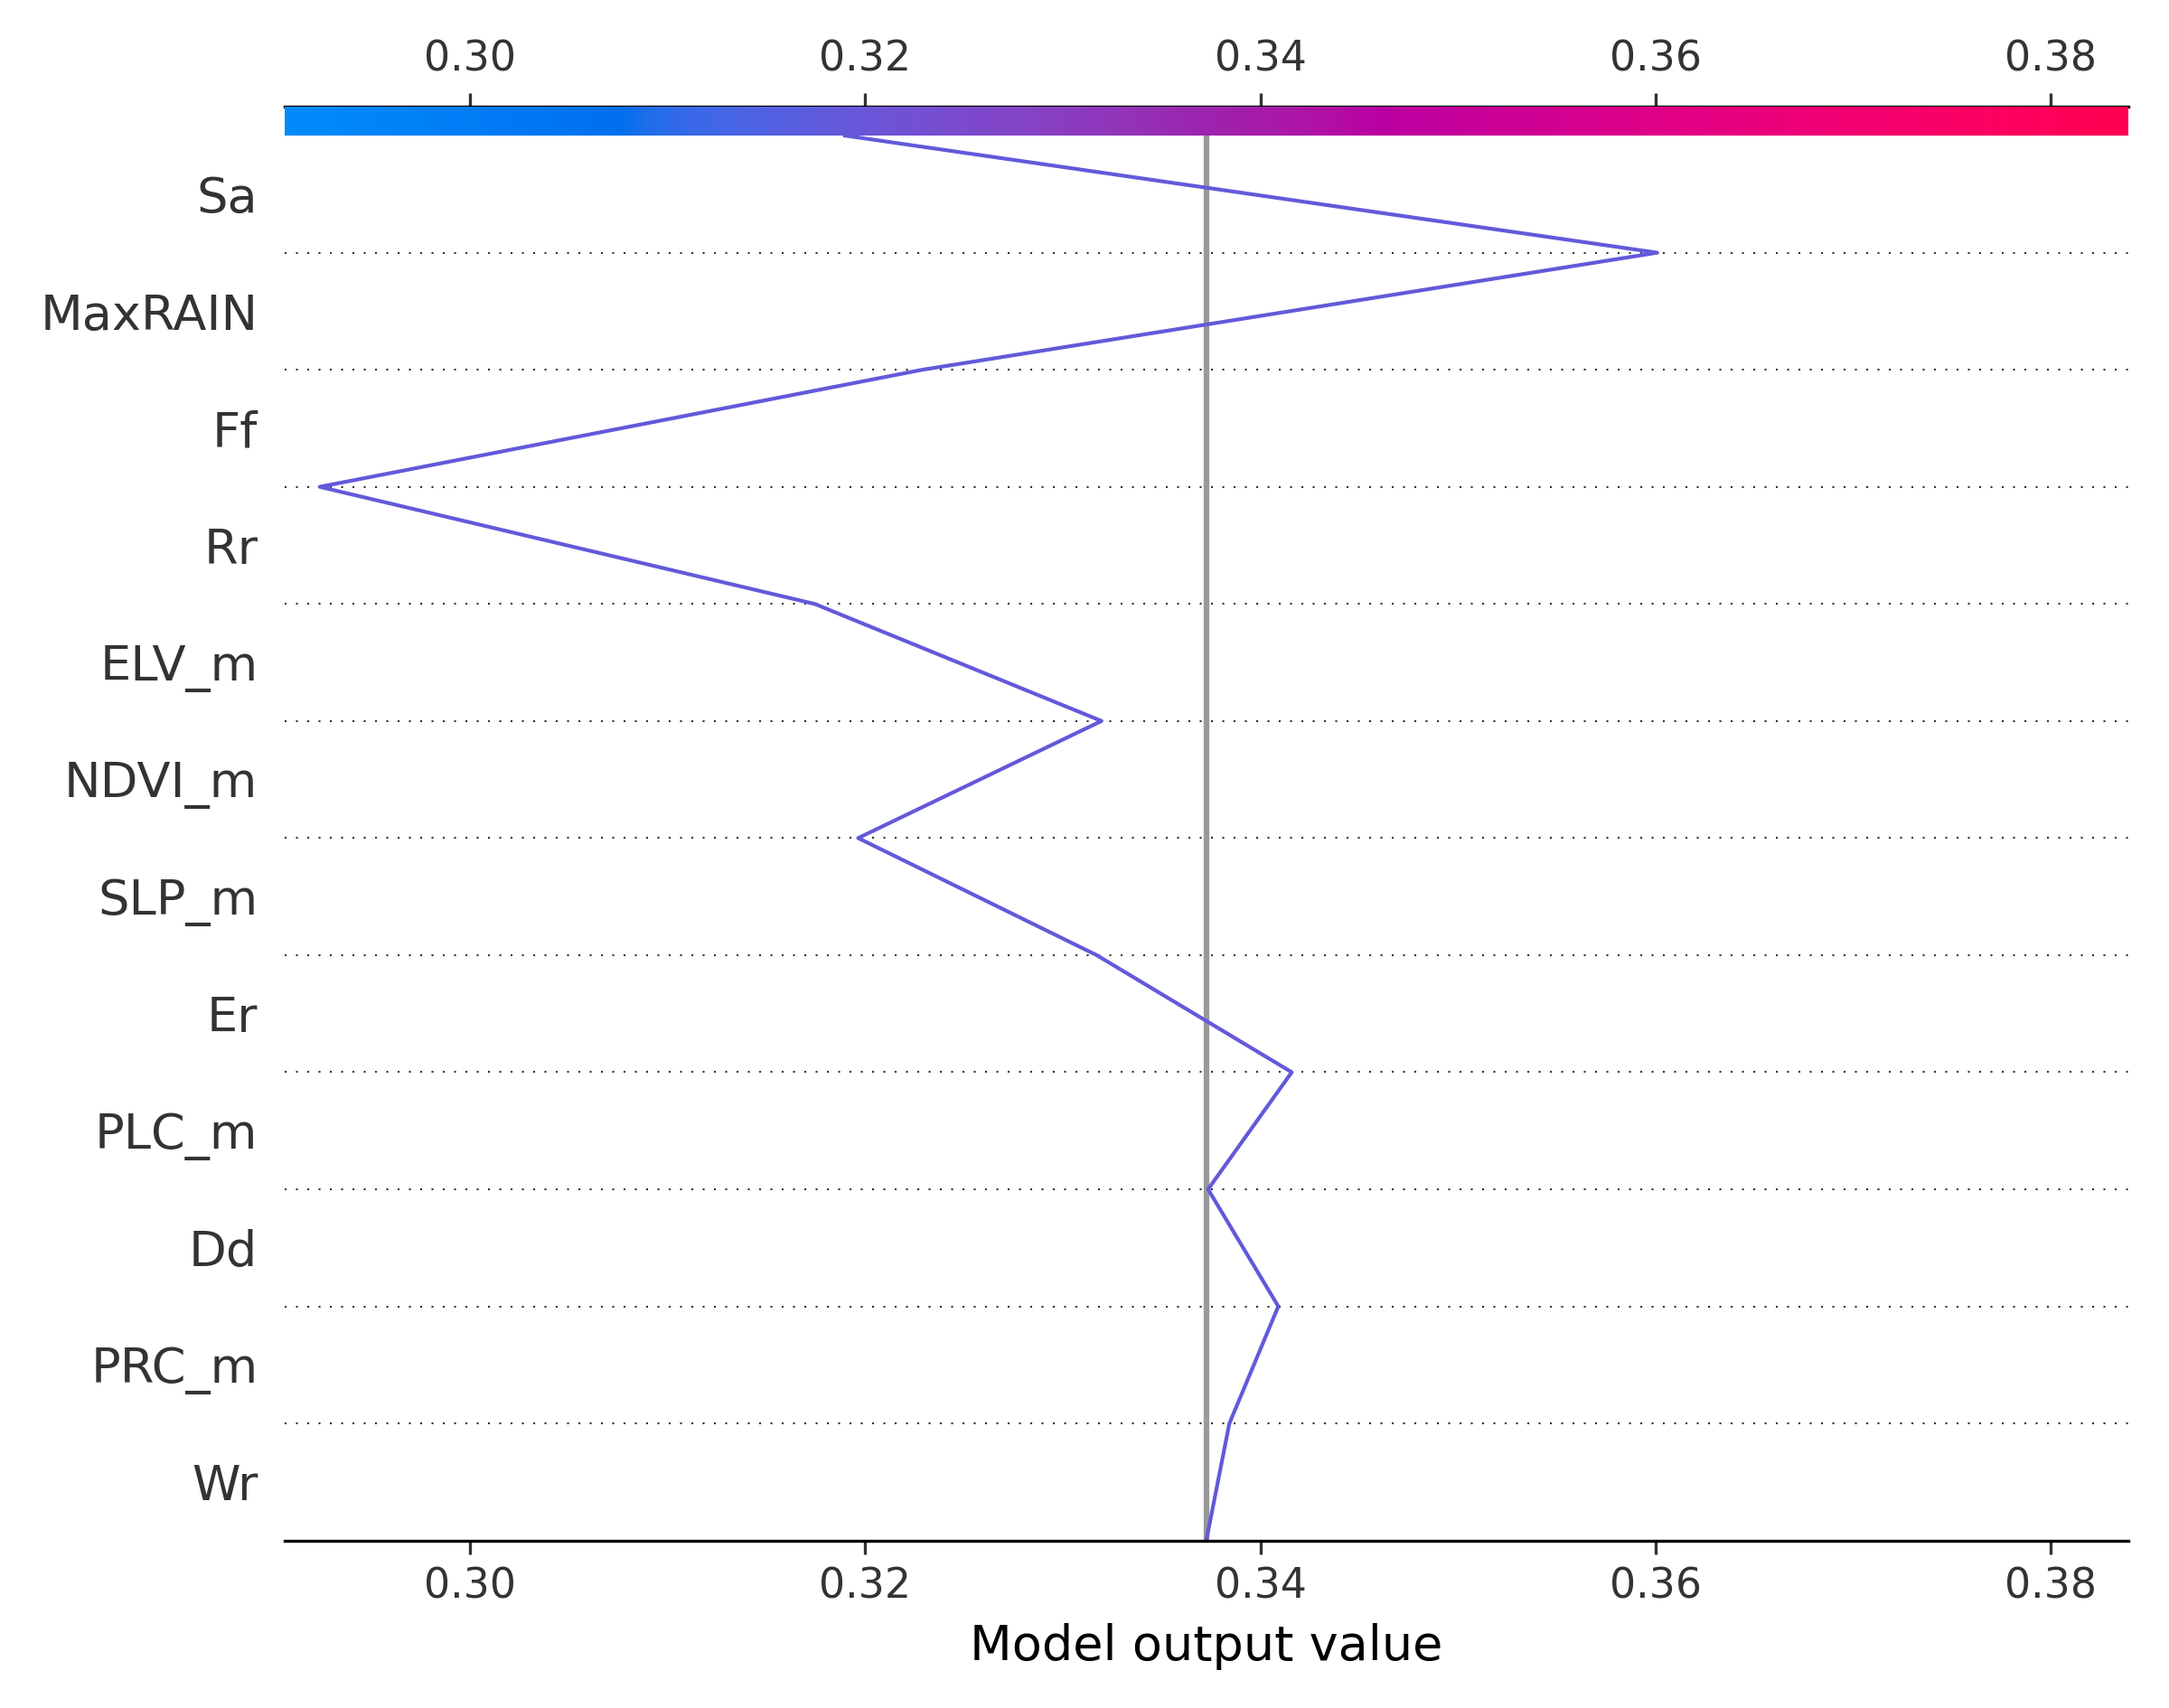 0.30 0.32 0.34 0.36 0.38
Sa
MaxRAIN
Ff
Rr
ELV_m
NDVI_m
SLP_m
Er
PLC_m
Dd
PRC_m
Wr
0.30 0.32 0.34 0.36 0.38
Model output value